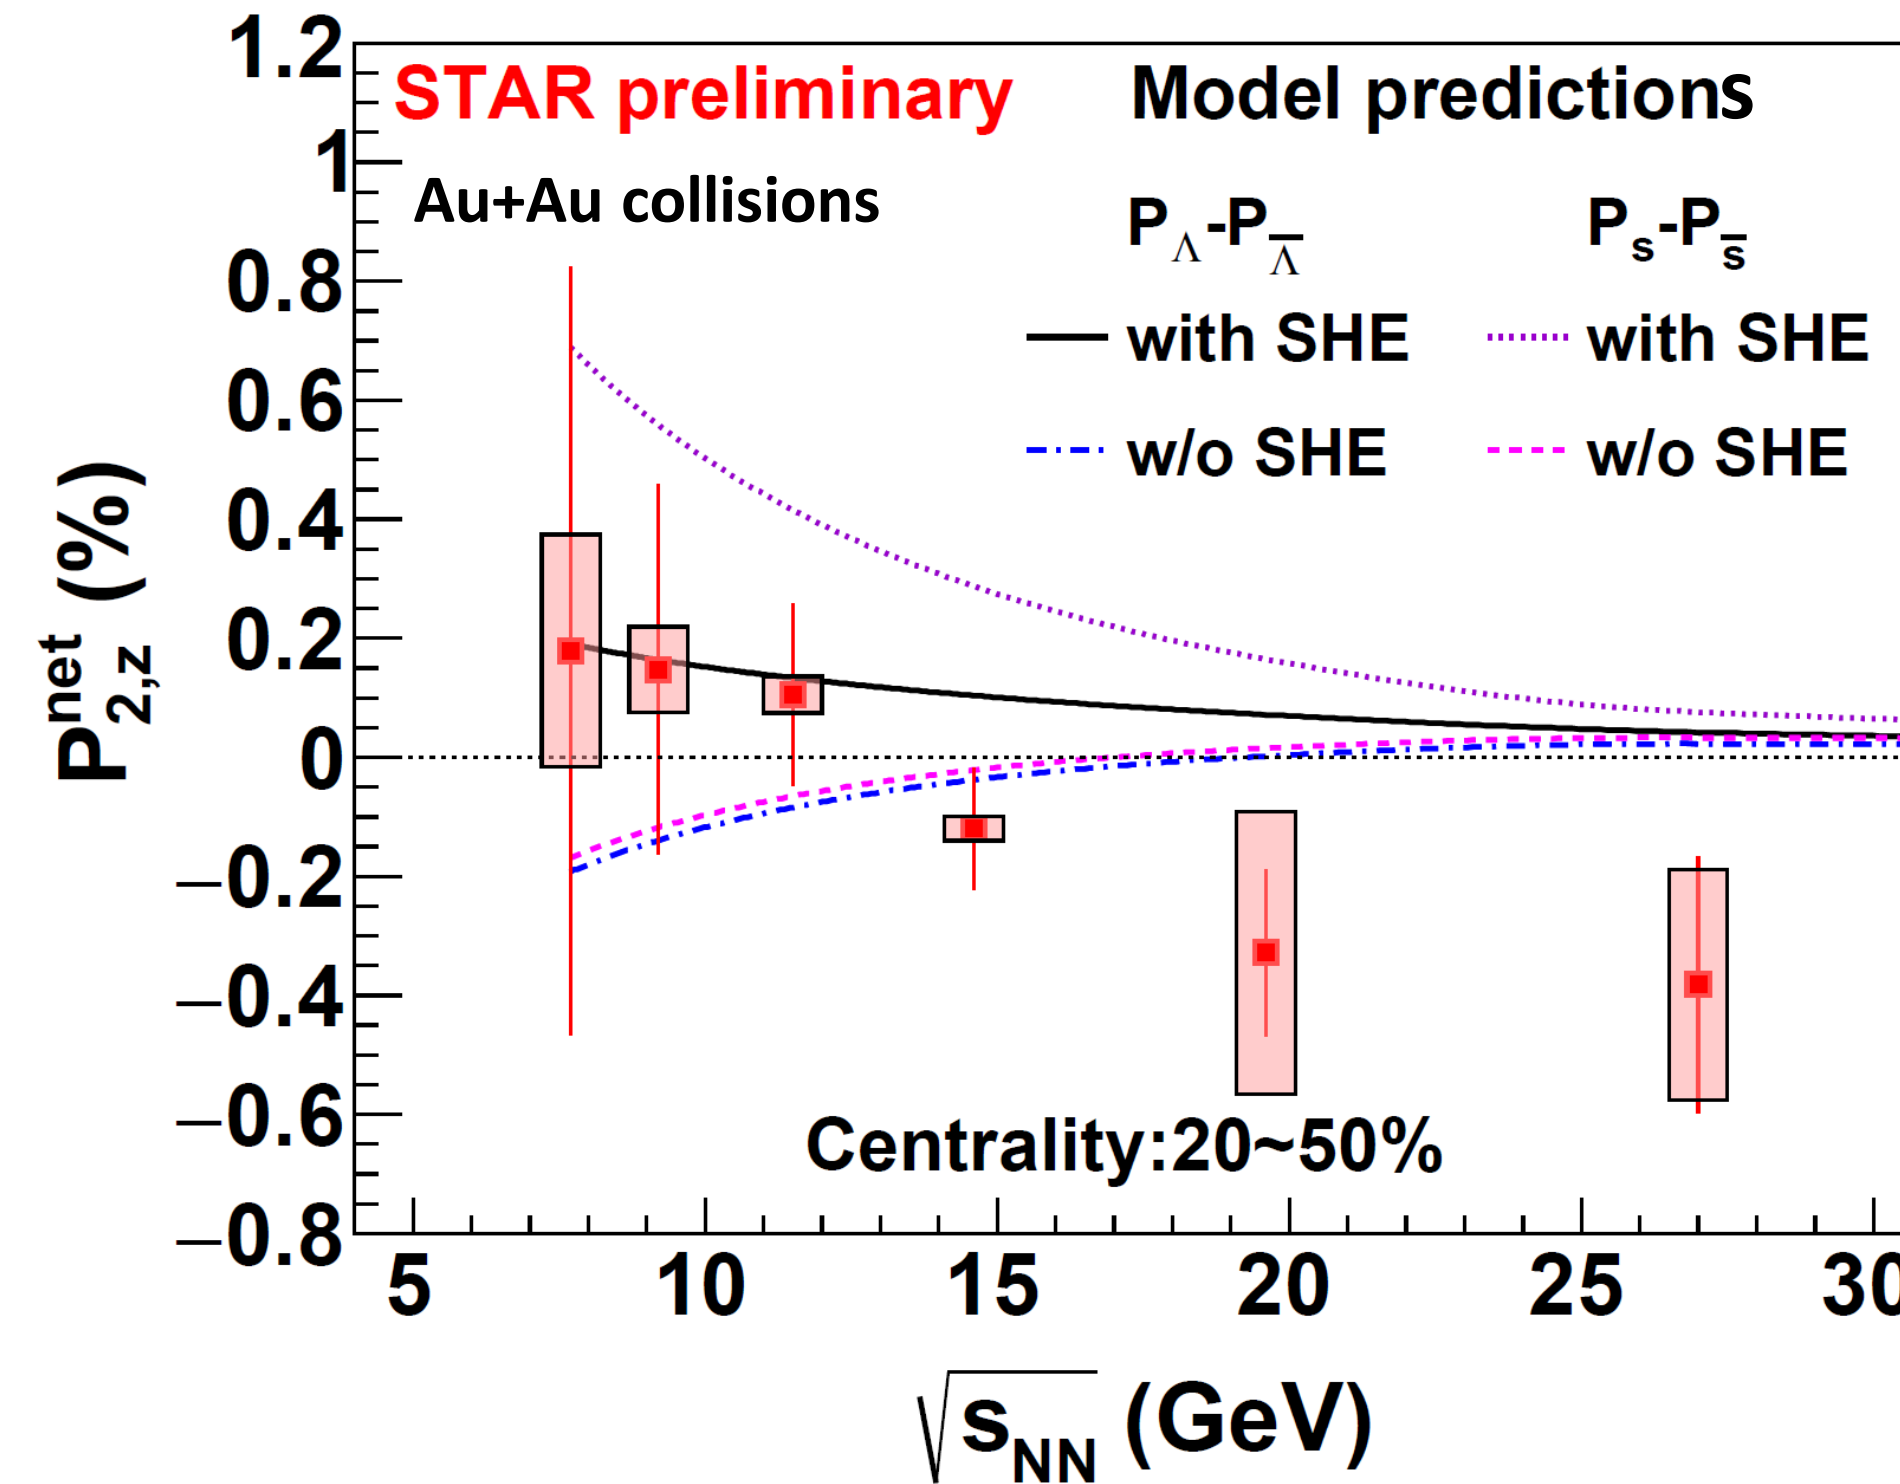 1.2
STAR preliminary Model predictions
1
Au+Au collisions
P_Λ-P_Λ̅ P_s-P_s̅
0.8
with SHE with SHE
0.6
w/o SHE w/o SHE
0.4
0.2
0
−0.2
−0.4
−0.6
−0.8
P^net_2,z (%)
Centrality:20~50%
5 10 15 20 25 30
√s_NN (GeV)